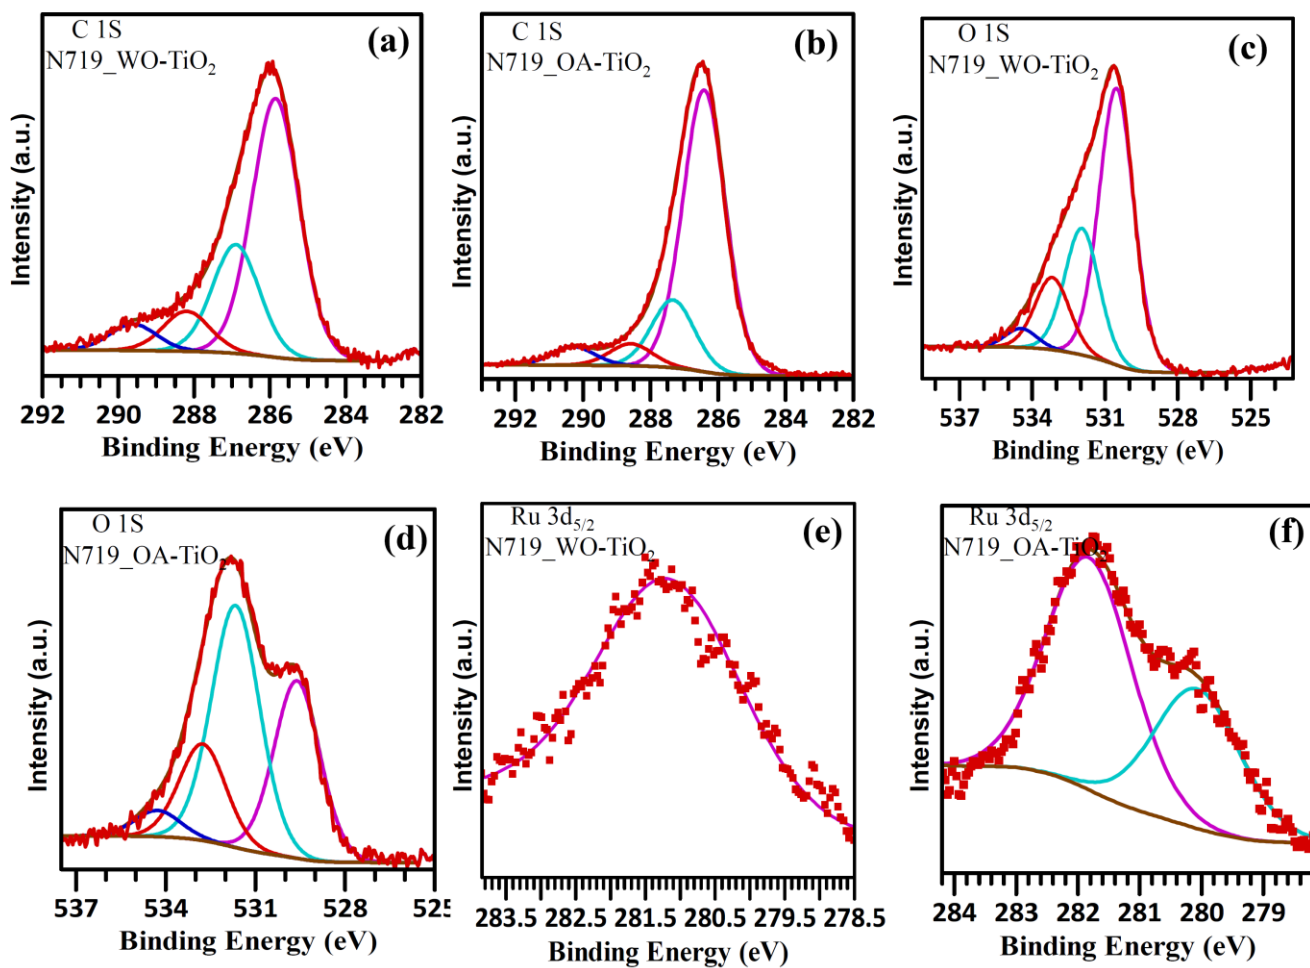 C 1S
(a)
N719_WO-TiO2
Intensity (a.u.)
292 290 288 286 284 282
Binding Energy (eV)
C 1S
(b)
N719_OA-TiO2
Intensity (a.u.)
292 290 288 286 284 282
Binding Energy (eV)
O 1S
(c)
N719_WO-TiO2
Intensity (a.u.)
537 534 531 528 525
Binding Energy (eV)
O 1S
(d)
N719_OA-TiO2
Intensity (a.u.)
537 534 531 528 525
Binding Energy (eV)
Ru 3d5/2
(e)
N719_WO-TiO2
Intensity (a.u.)
283.5 282.5 281.5 280.5 279.5 278.5
Binding Energy (eV)
Ru 3d5/2
(f)
N719_OA-TiO2
Intensity (a.u.)
284 283 282 281 280 279
Binding Energy (eV)